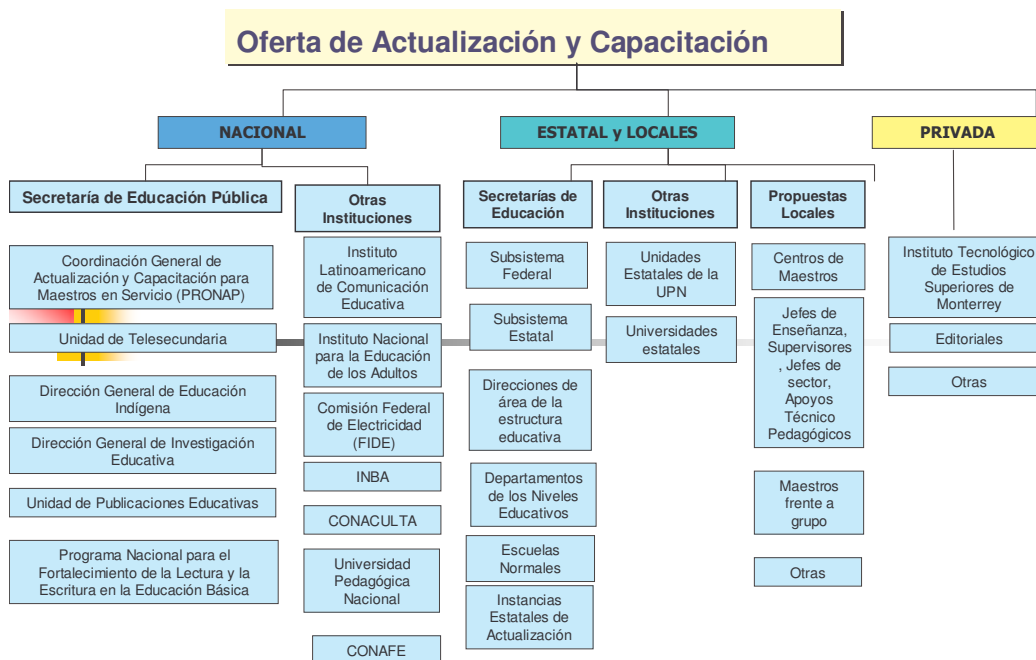 Oferta de Actualización y Capacitación
NACIONAL
ESTATAL y LOCALES
PRIVADA
Secretaría de Educación Pública
Otras
Instituciones
Secretarías de
Educación
Otras
Instituciones
Propuestas
Locales
Coordinación General de
Actualización y Capacitación para
Maestros en Servicio (PRONAP)
Unidad de Telesecundaria
Dirección General de Educación
Indígena
Dirección General de Investigación
Educativa
Unidad de Publicaciones Educativas
Programa Nacional para el
Fortalecimiento de la Lectura y la
Escritura en la Educación Básica
Instituto
Latinoamericano
de Comunicación
Educativa
Instituto Nacional
para la Educación
de los Adultos
Comisión Federal
de Electricidad
(FIDE)
INBA
CONACULTA
Universidad
Pedagógica
Nacional
CONAFE
Subsistema
Federal
Subsistema
Estatal
Direcciones de
área de la
estructura
educativa
Departamentos
de los Niveles
Educativos
Escuelas
Normales
Instancias
Estatales de
Actualización
Unidades
Estatales de la
UPN
Universidades
estatales
Centros de
Maestros
Jefes de
Enseñanza,
Supervisores
, Jefes de
sector,
Apoyos
Técnico
Pedagógicos
Maestros
frente a
grupo
Otras
Instituto Tecnológico
de Estudios
Superiores de
Monterrey
Editoriales
Otras